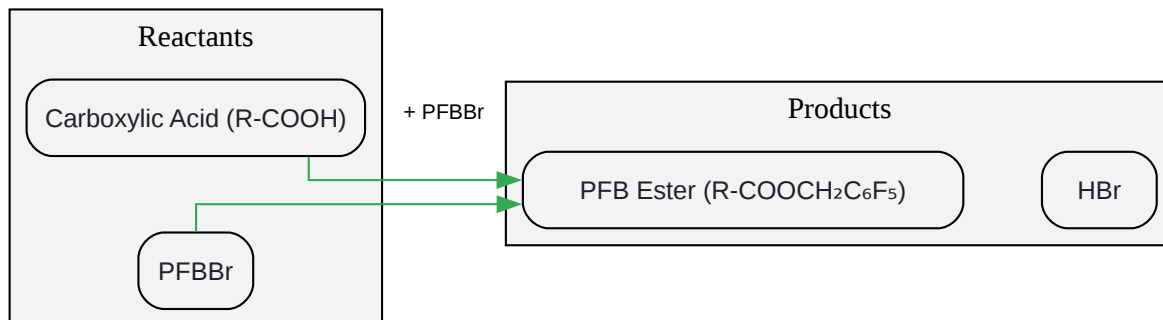 Reactants
Carboxylic Acid (R-COOH)
+ PFBBr
PFBBr
Products
PFB Ester (R-COOCH₂C₆F₅)
HBr